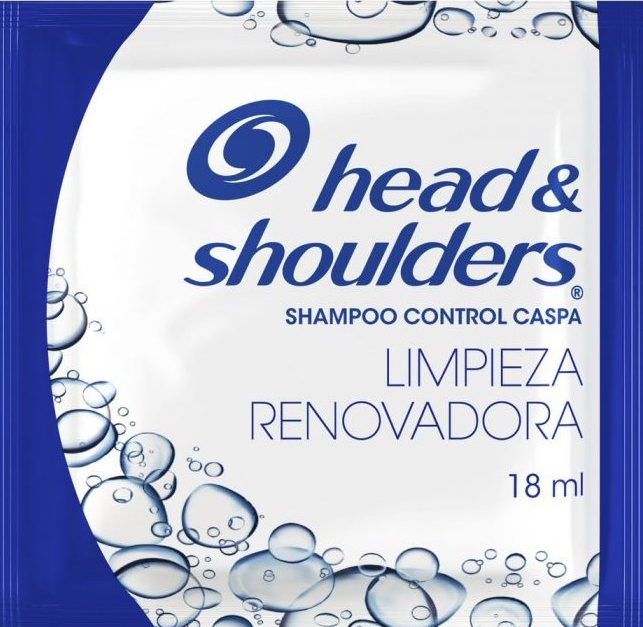 head &
shoulders®
SHAMPOO CONTROL CASPA
LIMPIEZA
RENOVADORA
18 ml